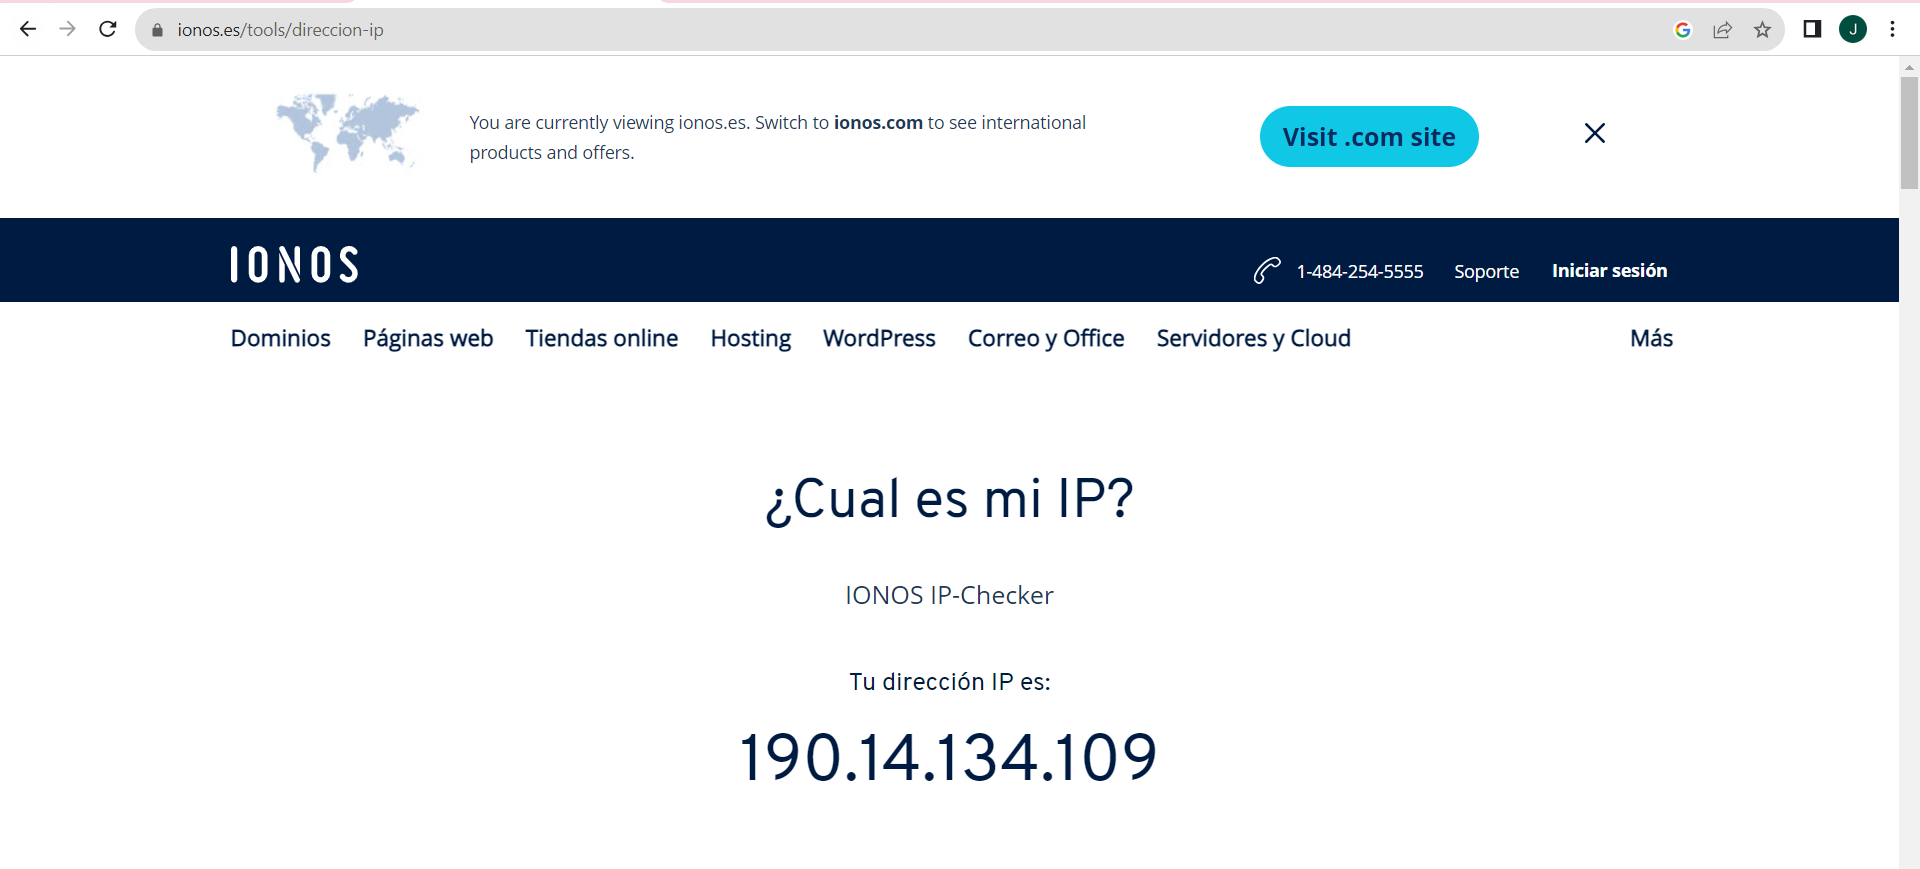 ionos.es/tools/direccion-ip
J
You are currently viewing ionos.es. Switch to ionos.com to see international
products and offers.
Visit .com site
IONOS
1-484-254-5555 Soporte Iniciar sesión
Dominios Páginas web Tiendas online Hosting WordPress Correo y Office Servidores y Cloud Más
¿Cual es mi IP?
IONOS IP-Checker
Tu dirección IP es:
190.14.134.109